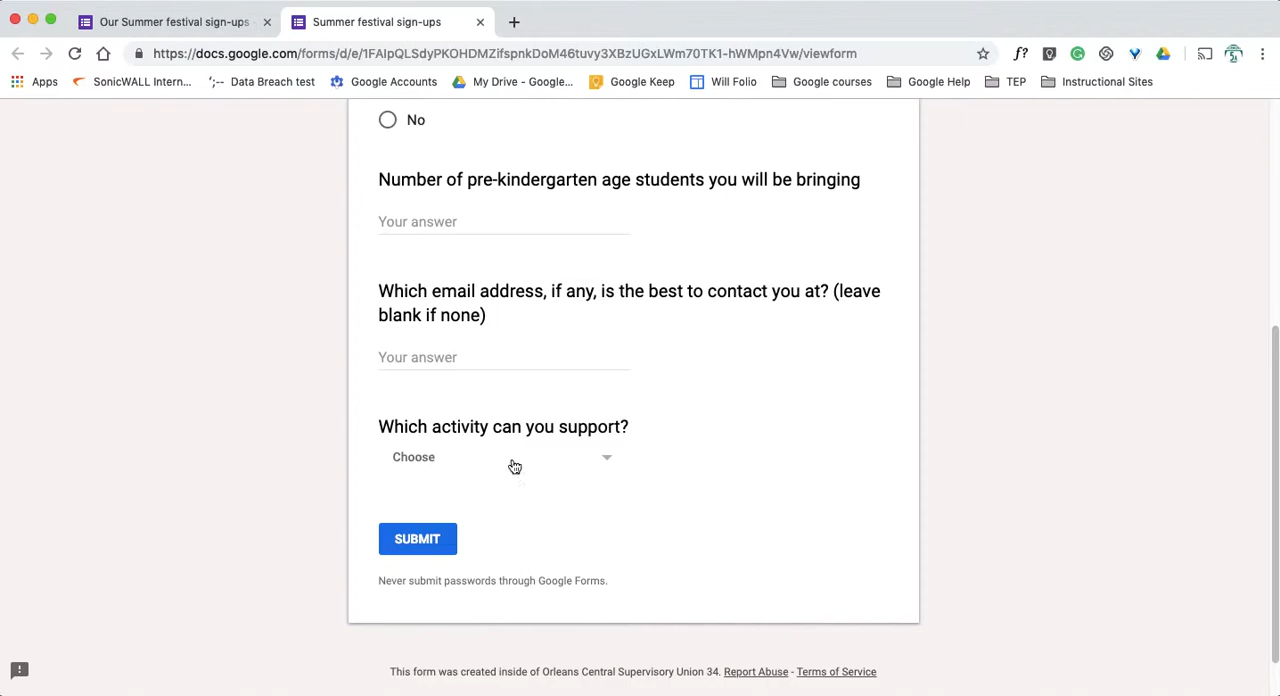 Our Summer festival sign-ups
Summer festival sign-ups
https://docs.google.com/forms/d/e/1FAIpQLSdyPKOHDMZifspnkDoM46tuvy3XBzUGxLWm70TK1-hWMpn4Vw/viewform
f?
Apps
SonicWALL Intern...
Data Breach test
Google Accounts
My Drive - Google...
Google Keep
Will Folio
Google courses
Google Help
TEP
Instructional Sites
No
Number of pre-kindergarten age students you will be bringing
Your answer
Which email address, if any, is the best to contact you at? (leave
blank if none)
Your answer
Which activity can you support?
Choose
SUBMIT
Never submit passwords through Google Forms.
This form was created inside of Orleans Central Supervisory Union 34. Report Abuse - Terms of Service